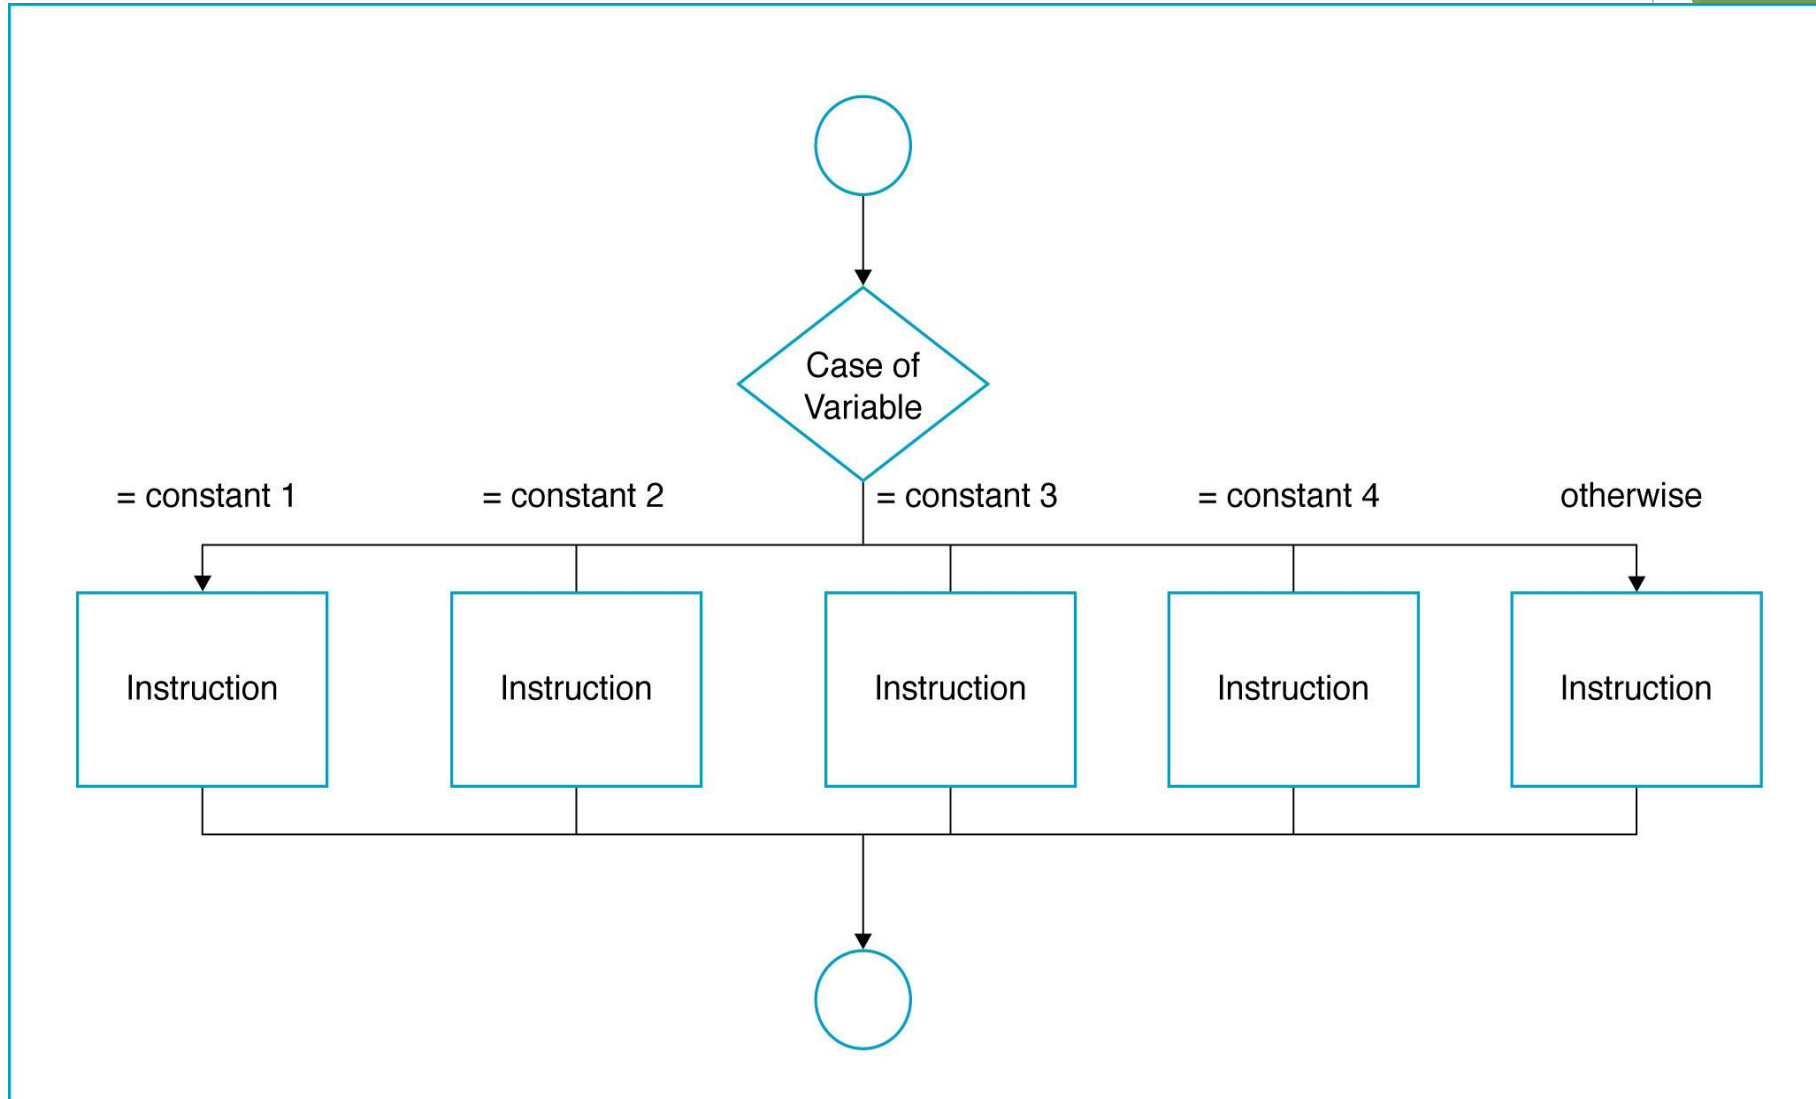 Case of
Variable
= constant 1
= constant 2
= constant 3
= constant 4
otherwise
Instruction
Instruction
Instruction
Instruction
Instruction